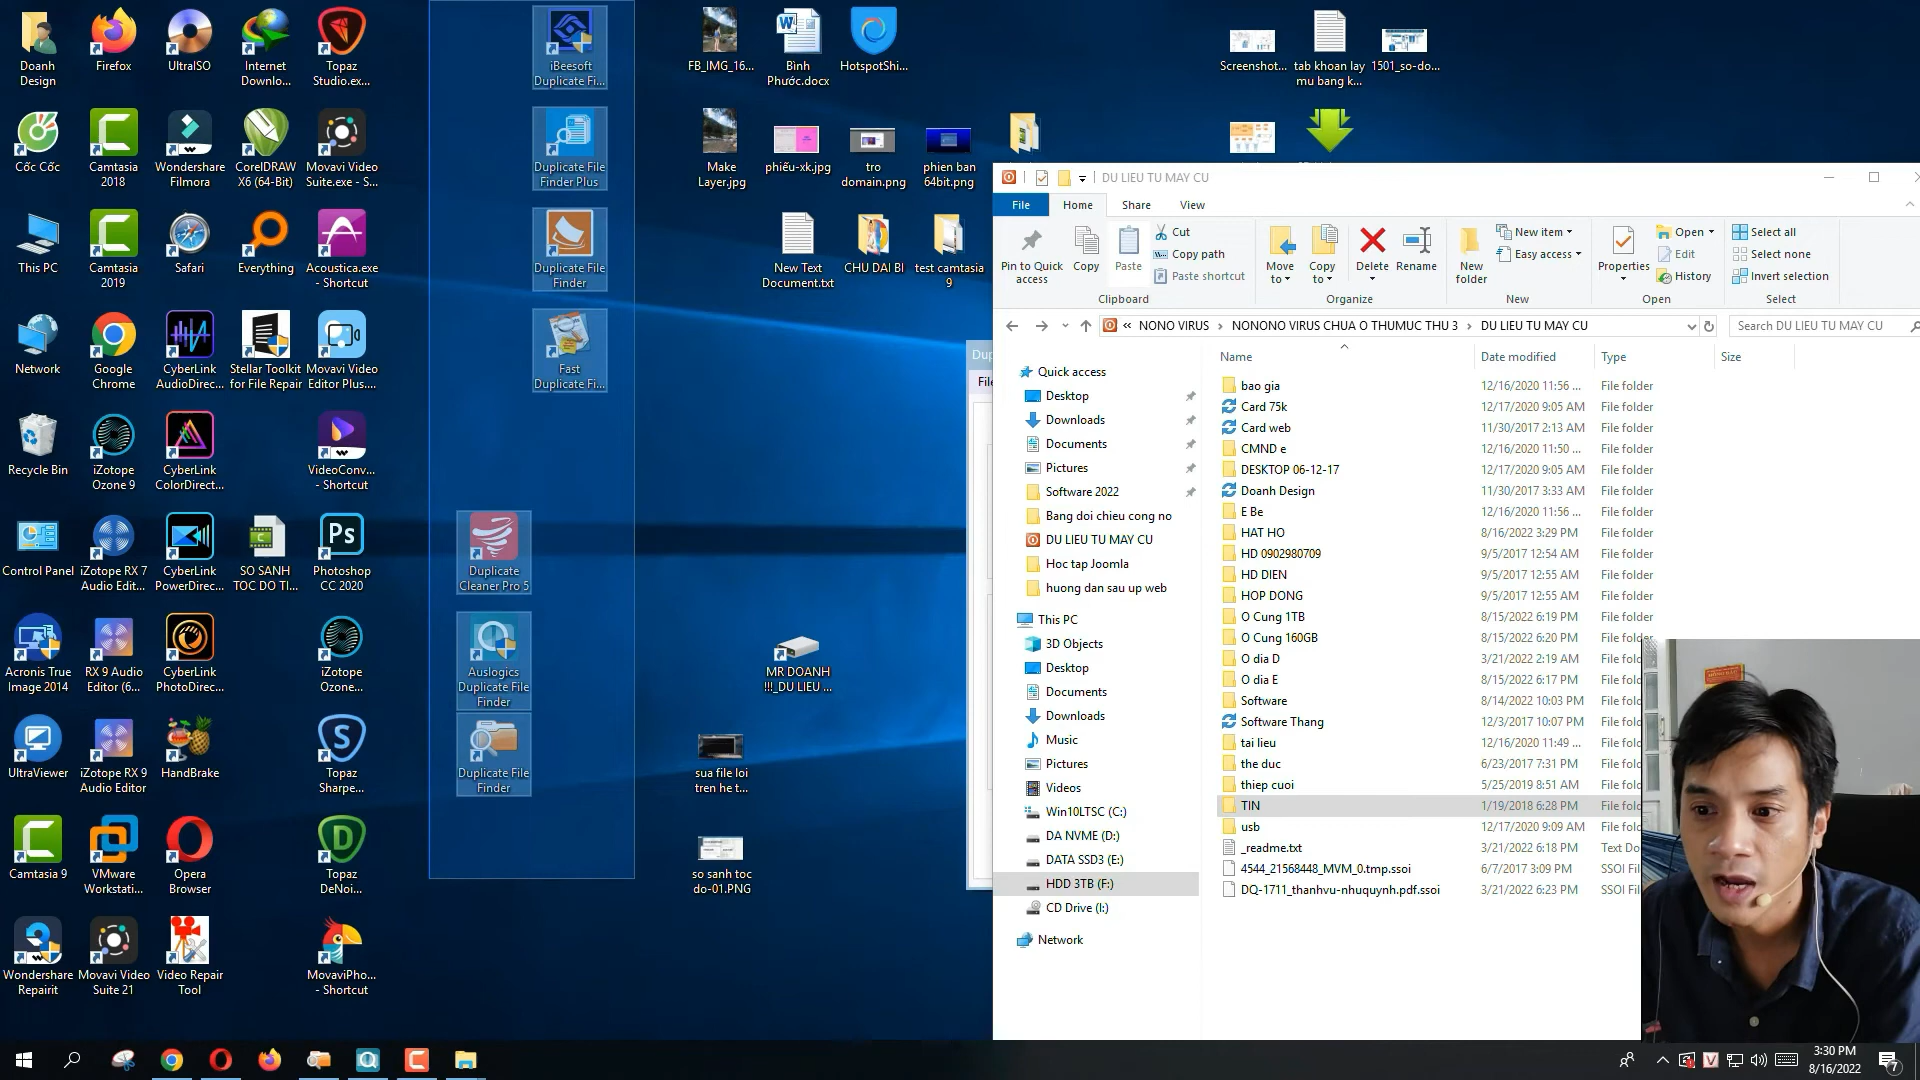 Doanh
Design
Firefox
UltraISO
Internet
Downlo...
Topaz
Studio.ex...
iBeesoft
Duplicate Fi...
FB_IMG_16...
Bình
Phước.docx
HotspotShi...
Screenshot...
tab khoan lay
mu bang k...
1501_so-do...
Cốc Cốc
Camtasia
2018
Wondershare
Filmora
CorelDRAW
X6 (64-Bit)
Movavi Video
Suite.exe - S...
Duplicate File
Finder Plus
Make
Layer.jpg
phiếu-xk.jpg
tro
domain.png
phien ban
64bit.png
This PC
Camtasia
2019
Safari
Everything
Acoustica.exe
- Shortcut
Duplicate File
Finder
New Text
Document.txt
CHU DAI BI
test camtasia
9
Network
Google
Chrome
CyberLink
AudioDirec...
Stellar Toolkit
for File Repair
Movavi Video
Editor Plus....
Fast
Duplicate Fi...
Recycle Bin
iZotope
Ozone 9
CyberLink
ColorDirect...
VideoConv...
- Shortcut
Control Panel
iZotope RX 7
Audio Edit...
CyberLink
PowerDirec...
SO SANH
TOC DO TI...
Ps
Photoshop
CC 2020
Duplicate
Cleaner Pro 5
Acronis True
Image 2014
RX 9 Audio
Editor (6...
CyberLink
PhotoDirec...
iZotope
Ozone...
Auslogics
Duplicate File
Finder
MR DOANH
!!!_DU LIEU ...
UltraViewer
iZotope RX 9
Audio Editor
HandBrake
Topaz
Sharpe...
Duplicate File
Finder
sua file loi
tren he t...
Camtasia 9
VMware
Workstati...
Opera
Browser
Topaz
DeNoi...
so sanh toc
do-01.PNG
Wondershare
Repairit
Movavi Video
Suite 21
Video Repair
Tool
MovaviPho...
- Shortcut
DU LIEU TU MAY CU
File Home Share View
Pin to Quick
access
Copy
Paste
Cut
Copy path
Paste shortcut
Move
to
Copy
to
Delete
Rename
New
folder
New item
Easy access
Properties
Open
Edit
History
Select all
Select none
Invert selection
Clipboard Organize New Open Select
« NONO VIRUS > NONONO VIRUS CHUA O THUMUC THU 3 > DU LIEU TU MAY CU
Search DU LIEU TU MAY CU
Quick access
Desktop
Downloads
Documents
Pictures
Software 2022
Bang doi chieu cong no
DU LIEU TU MAY CU
Hoc tap Joomla
huong dan sau up web
This PC
3D Objects
Desktop
Documents
Downloads
Music
Pictures
Videos
Win10LTSC (C:)
DA NVME (D:)
DATA SSD3 (E:)
HDD 3TB (F:)
CD Drive (I:)
Network
Name Date modified Type Size
bao gia 12/16/2020 11:56 ... File folder
Card 75k 12/17/2020 9:05 AM File folder
Card web 11/30/2017 2:13 AM File folder
CMND e 12/16/2020 11:50 ... File folder
DESKTOP 06-12-17 12/17/2020 9:05 AM File folder
Doanh Design 11/30/2017 3:33 AM File folder
E Be 12/16/2020 11:56 ... File folder
HAT HO 8/16/2022 3:29 PM File folder
HD 0902980709 9/5/2017 12:54 AM File folder
HD DIEN 9/5/2017 12:55 AM File folder
HOP DONG 9/5/2017 12:55 AM File folder
O Cung 1TB 8/15/2022 6:19 PM File folder
O Cung 160GB 8/15/2022 6:20 PM File folder
O dia D 3/21/2022 2:19 AM File folder
O dia E 8/15/2022 6:17 PM File folder
Software 8/14/2022 10:03 PM File fold
Software Thang 12/3/2017 10:07 PM File fold
tai lieu 12/16/2020 11:49 ... File fold
the duc 6/23/2017 7:31 PM File fold
thiep cuoi 5/25/2019 8:51 AM File fold
TIN 1/19/2018 6:28 PM File fold
usb 12/17/2020 9:09 AM File fold
_readme.txt 3/21/2022 6:18 PM Text Do
4544_21568448_MVM_0.tmp.ssoi 6/7/2017 3:09 PM SSOI Fil
DQ-1711_thanhvu-nhuquynh.pdf.ssoi 3/21/2022 6:23 PM SSOI Fil
Dup
File
3:30 PM
8/16/2022
7